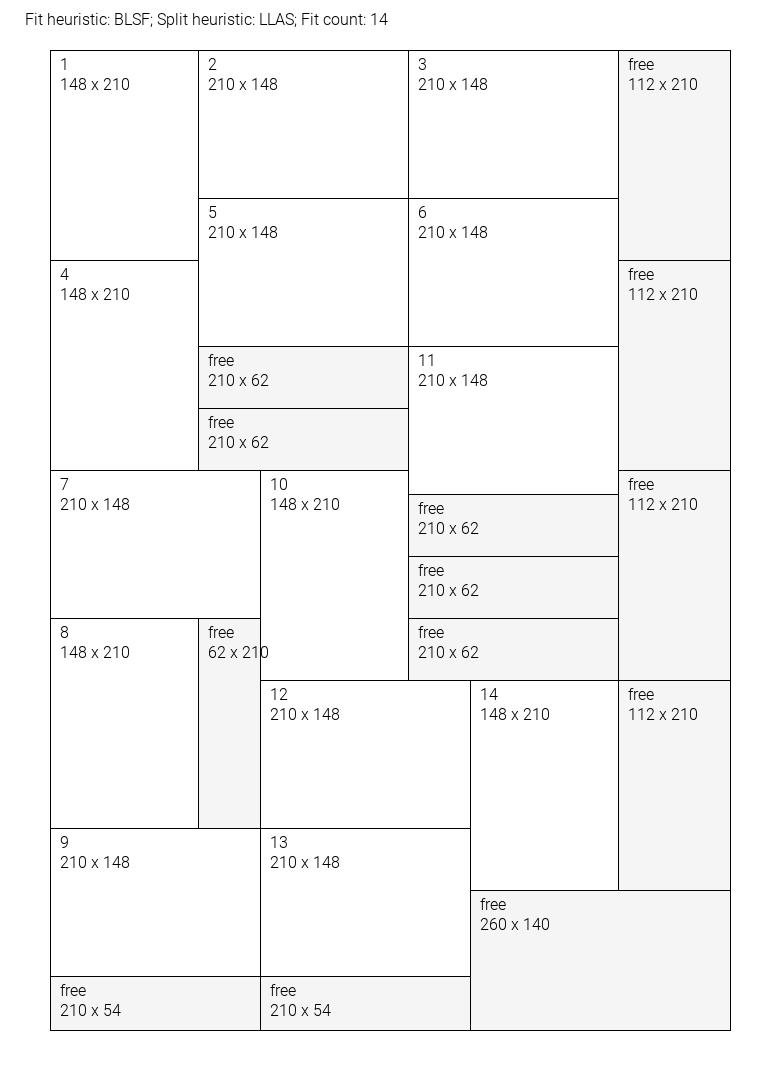 Fit heuristic: BLSF; Split heuristic: LLAS; Fit count: 14
1
148 x 210
2
210 x 148
3
210 x 148
free
112 x 210
5
210 x 148
6
210 x 148
4
148 x 210
free
112 x 210
free
210 x 62
11
210 x 148
free
210 x 62
7
210 x 148
10
148 x 210
free
112 x 210
free
210 x 62
free
210 x 62
8
148 x 210
free
62 x 210
free
210 x 62
12
210 x 148
14
148 x 210
free
112 x 210
9
210 x 148
13
210 x 148
free
260 x 140
free
210 x 54
free
210 x 54